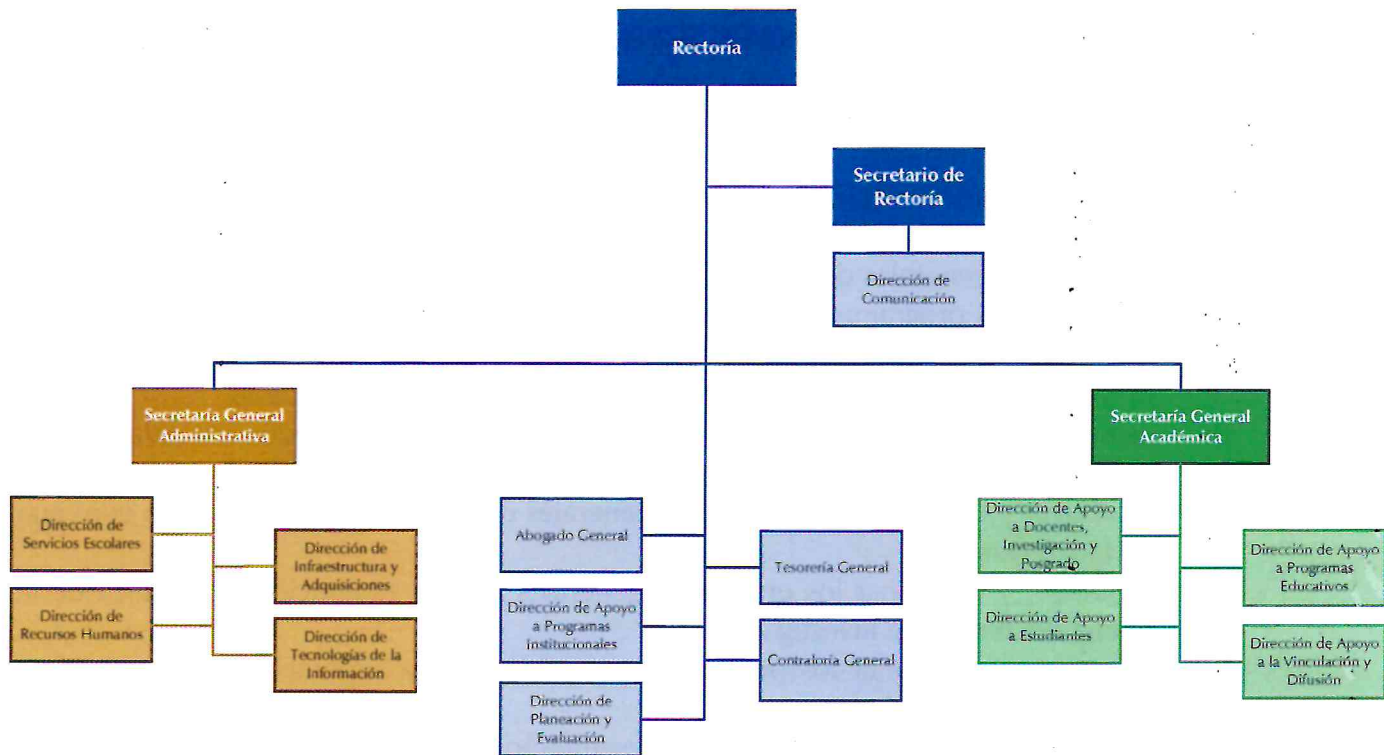 Rectoría
Secretario de
Rectoría
Dirección de
Comunicación
Secretaría General
Administrativa
Secretaría General
Académica
Dirección de
Servicios Escolares
Dirección de
Infraestructura y
Adquisiciones
Dirección de
Recursos Humanos
Dirección de
Tecnologías de la
Información
Abogado General
Tesorería General
Dirección de Apoyo
a Programas
Institucionales
Contraloría General
Dirección de
Planeación y
Evaluación
Dirección de Apoyo
a Docentes,
Investigación y
Posgrado
Dirección de Apoyo
a Programas
Educativos
Dirección de Apoyo
a Estudiantes
Dirección de Apoyo
a la Vinculación y
Difusión